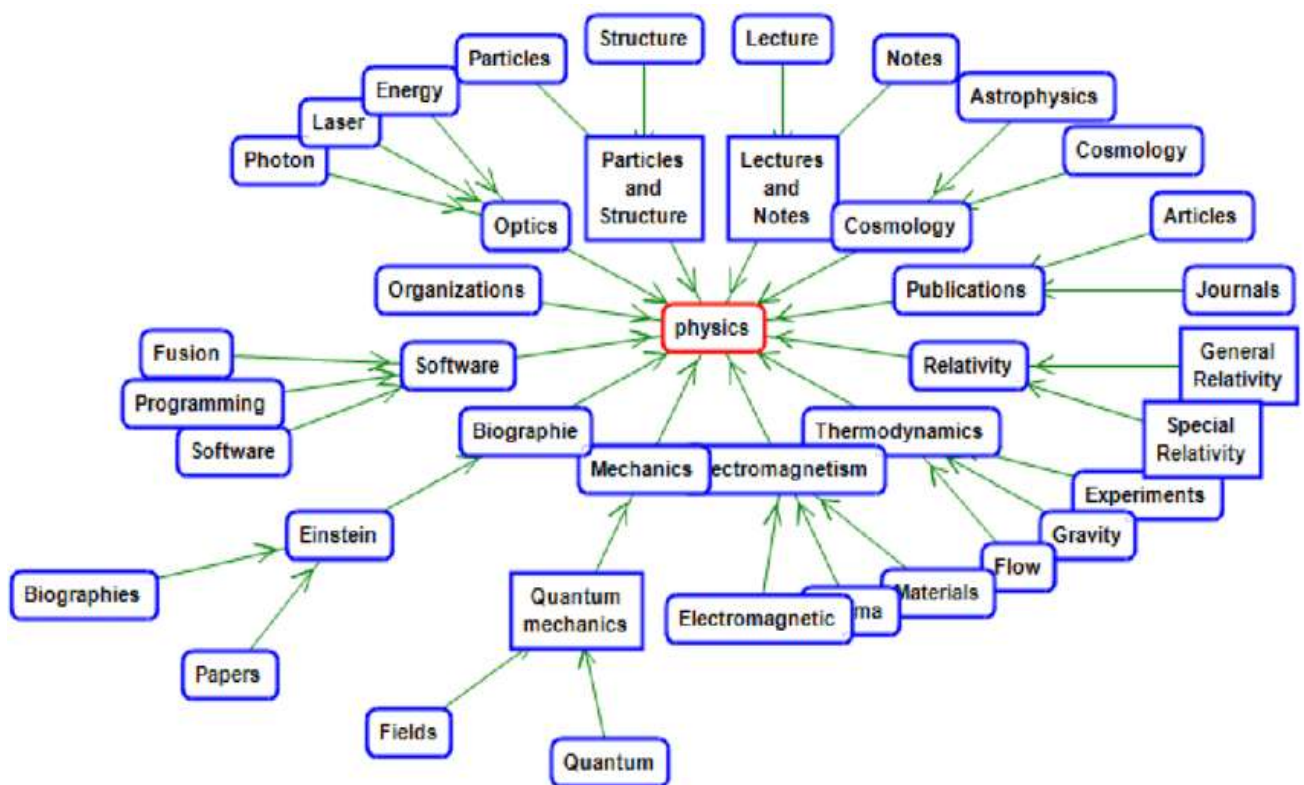 Structure
Lecture
Particles
Notes
Energy
Astrophysics
Laser
Photon
Cosmology
Particles
and
Structure
Lectures
and
Notes
Articles
Optics
Cosmology
Organizations
Publications
Journals
physics
Fusion
Software
Relativity
General
Relativity
Programming
Software
Biographie
Thermodynamics
Special
Relativity
Mechanics
ectromagnetism
Experiments
Einstein
Gravity
Flow
Biographies
Quantum
mechanics
Materials
Electromagnetic
ma
Papers
Fields
Quantum